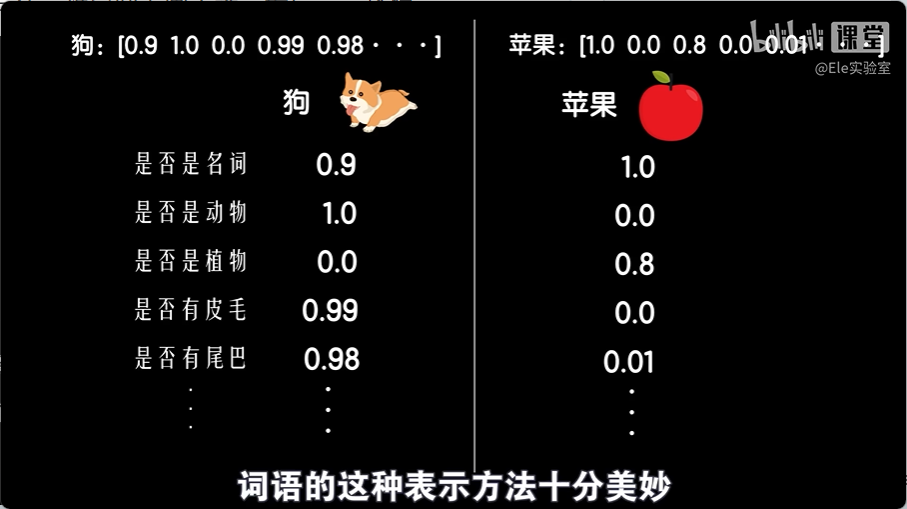 狗：[0.9 1.0 0.0 0.99 0.98···]
狗
是否是名词 0.9
是否是动物 1.0
是否是植物 0.0
是否有皮毛 0.99
是否有尾巴 0.98
苹果：[1.0 0.0 0.8 0.0 0.01···]
bilibili 课堂
@Ele实验室
苹果
1.0
0.0
0.8
0.0
0.01
词语的这种表示方法十分美妙